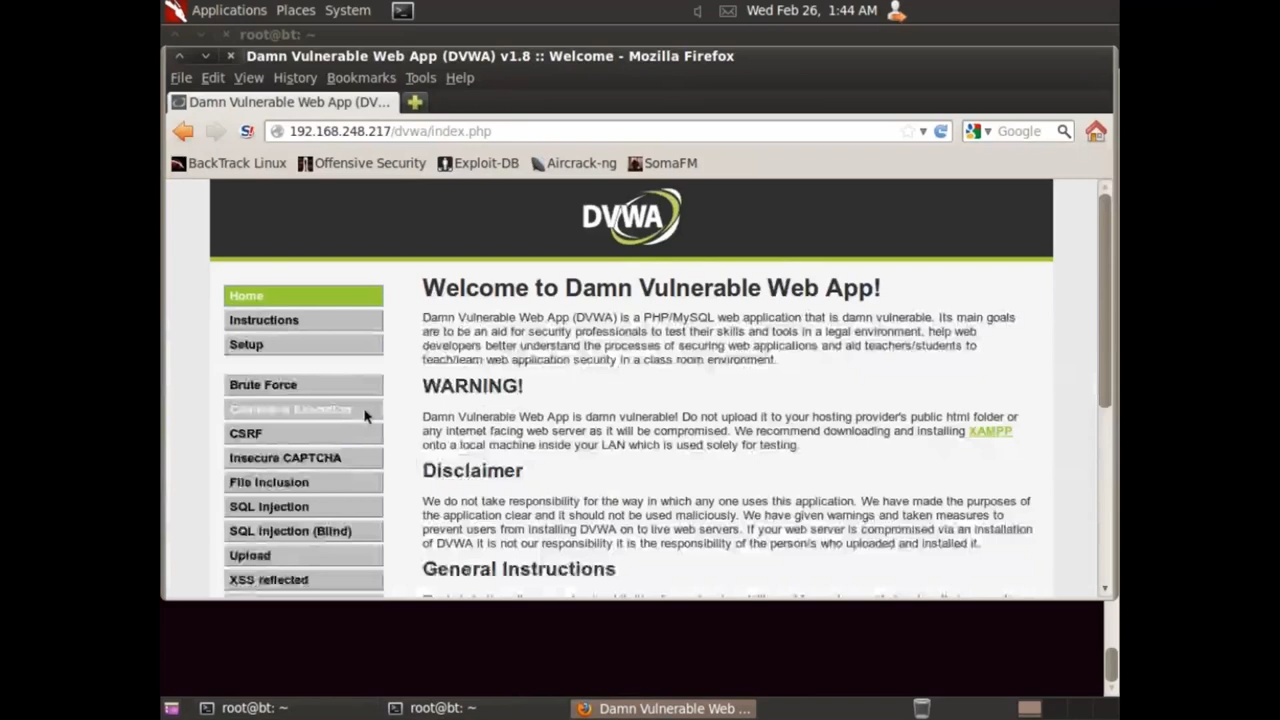 Applications Places System
Wed Feb 26, 1:44 AM
root@bt: ~
Damn Vulnerable Web App (DVWA) v1.8 :: Welcome - Mozilla Firefox
File Edit View History Bookmarks Tools Help
Damn Vulnerable Web App (DV...
192.168.248.217/dvwa/index.php
Google
BackTrack Linux Offensive Security Exploit-DB Aircrack-ng SomaFM
DVWA
Home
Instructions
Setup
Brute Force
CSRF
Insecure CAPTCHA
File Inclusion
SQL Injection
SQL Injection (Blind)
Upload
XSS reflected
Welcome to Damn Vulnerable Web App!
Damn Vulnerable Web App (DVWA) is a PHP/MySQL web application that is damn vulnerable. Its main goals
are to be an aid for security professionals to test their skills and tools in a legal environment, help web
developers better understand the processes of securing web applications and aid teachers/students to
teach/learn web application security in a class room environment.
WARNING!
Damn Vulnerable Web App is damn vulnerable! Do not upload it to your hosting provider's public html folder or
any internet facing web server as it will be compromised. We recommend downloading and installing XAMPP
onto a local machine inside your LAN which is used solely for testing.
Disclaimer
We do not take responsibility for the way in which any one uses this application. We have made the purposes of
the application clear and it should not be used maliciously. We have given warnings and taken measures to
prevent users from installing DVWA on to live web servers. If your web server is compromised via an installation
of DVWA it is not our responsibility it is the responsibility of the person/s who uploaded and installed it.
General Instructions
root@bt: ~
root@bt: ~
Damn Vulnerable Web ...